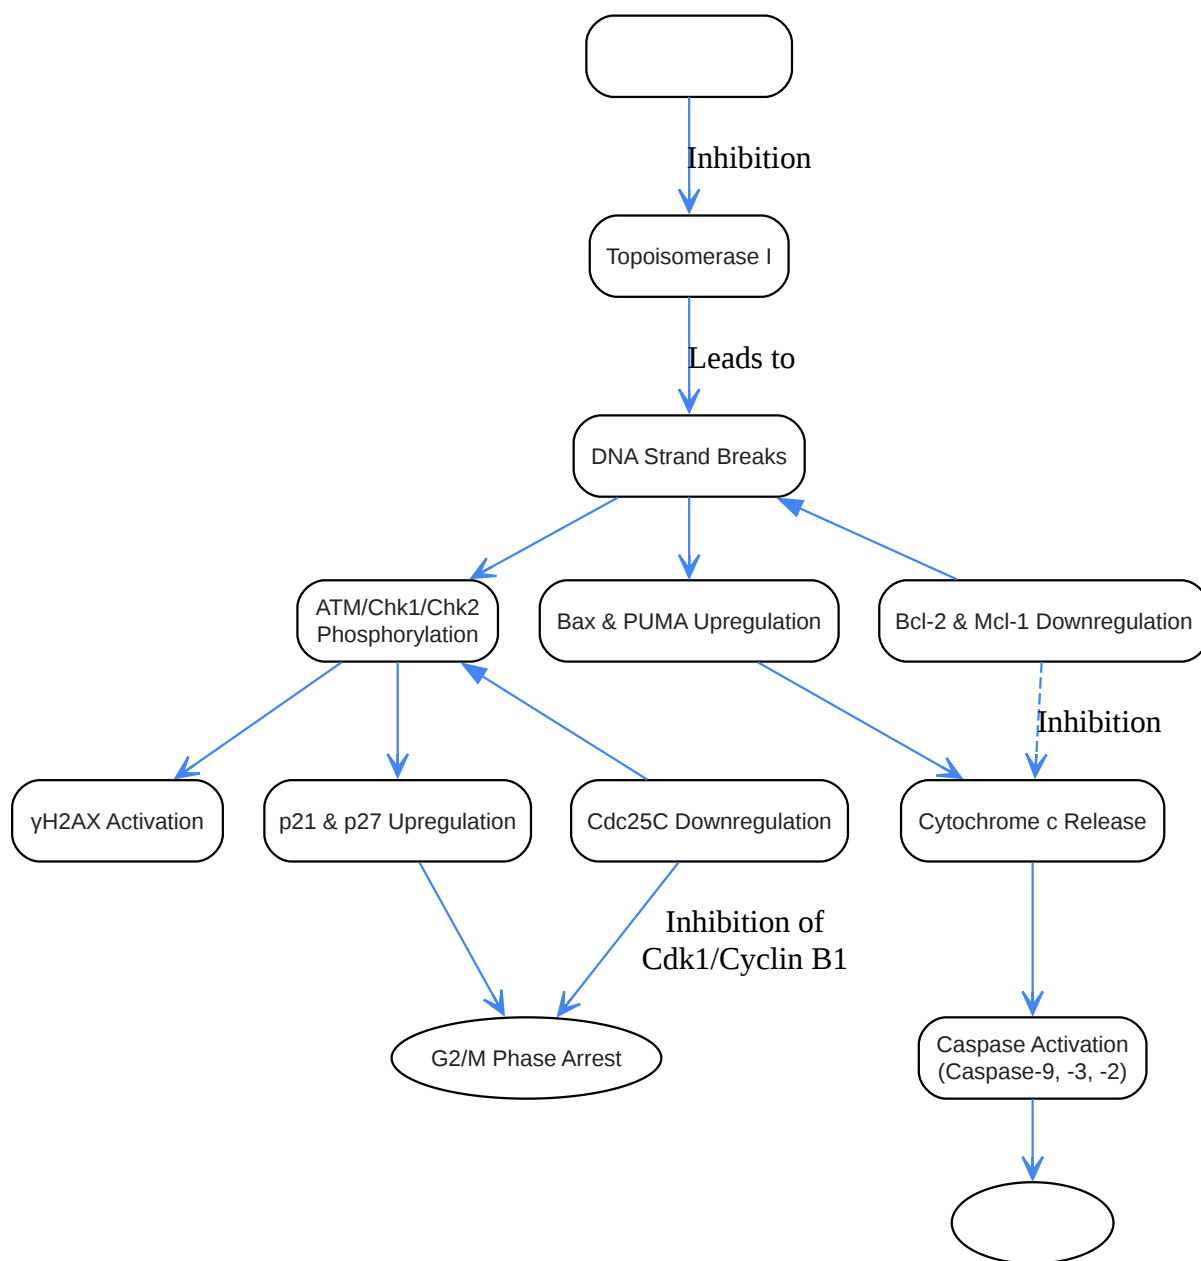 Inhibition
Topoisomerase I
Leads to
DNA Strand Breaks
ATM/Chk1/Chk2
Phosphorylation
Bax & PUMA Upregulation
Bcl-2 & Mcl-1 Downregulation
Inhibition
γH2AX Activation
p21 & p27 Upregulation
Cdc25C Downregulation
Cytochrome c Release
Inhibition of
Cdk1/Cyclin B1
G2/M Phase Arrest
Caspase Activation
(Caspase-9, -3, -2)